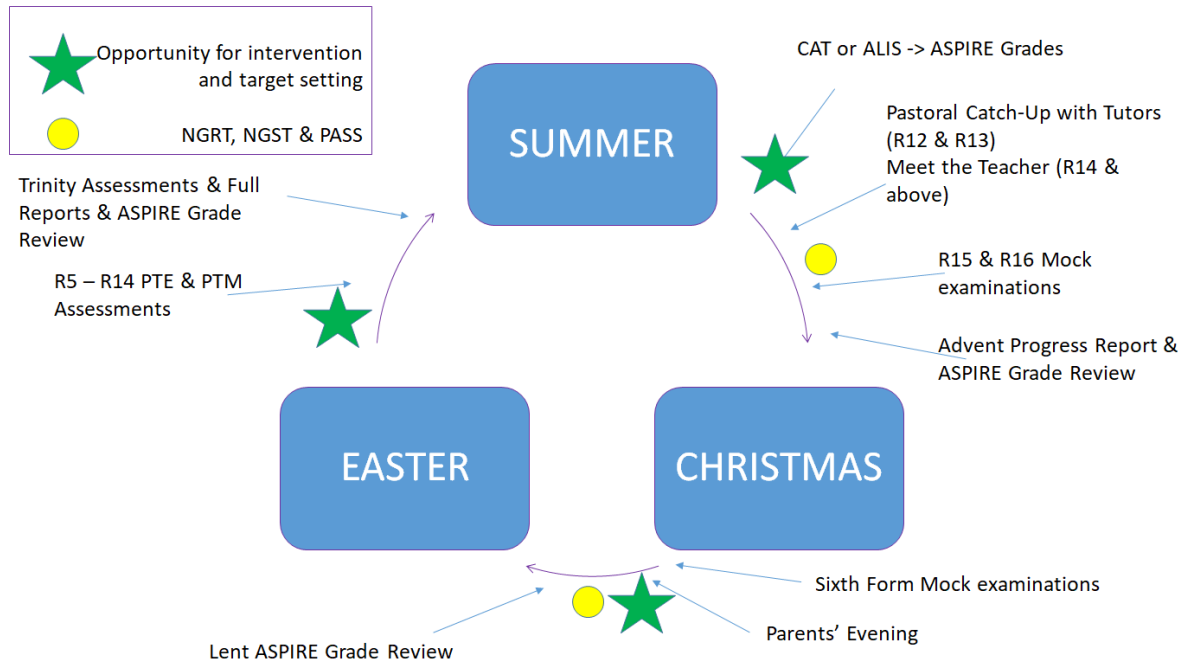 Opportunity for intervention
and target setting
NGRT, NGST & PASS
CAT or ALIS -> ASPIRE Grades
SUMMER
Pastoral Catch-Up with Tutors
(R12 & R13)
Meet the Teacher (R14 &
above)
Trinity Assessments & Full
Reports & ASPIRE Grade
Review
R15 & R16 Mock
examinations
R5 – R14 PTE & PTM
Assessments
Advent Progress Report &
ASPIRE Grade Review
EASTER
CHRISTMAS
Sixth Form Mock examinations
Parents’ Evening
Lent ASPIRE Grade Review